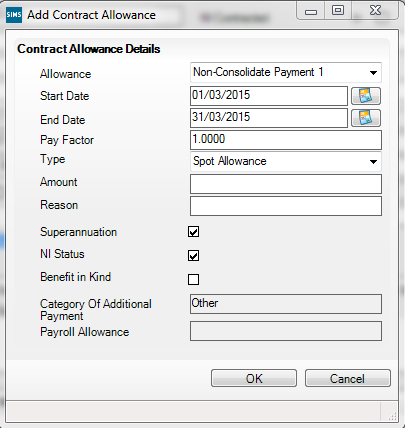 SIMS Add Contract Allowance
Contract Allowance Details
Allowance Non-Consolidate Payment 1
Start Date 01/03/2015
End Date 31/03/2015
Pay Factor 1.0000
Type Spot Allowance
Amount
Reason
Superannuation
NI Status
Benefit in Kind
Category Of Additional Other
Payment
Payroll Allowance
OK Cancel